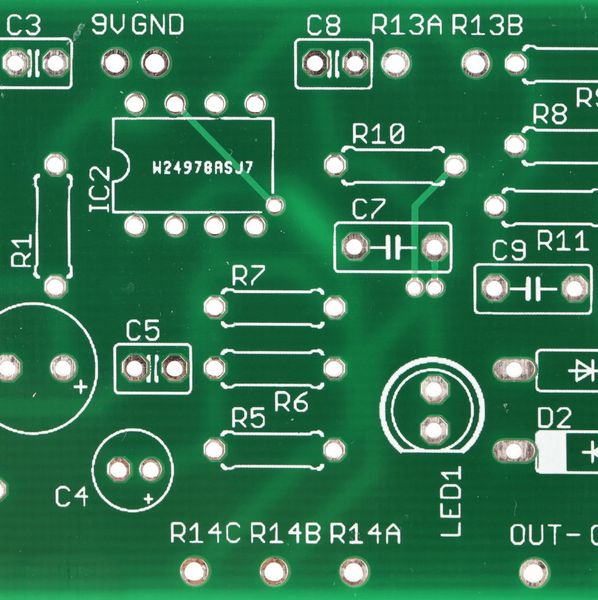 C3 9V GND C8 R13A R13B
R8
R10
W24978ASJ7
IC2
C7
R1
C9 R11
R7
C5
+
R6
R5
D2
C4
+
LED1
R14C R14B R14A
OUT-